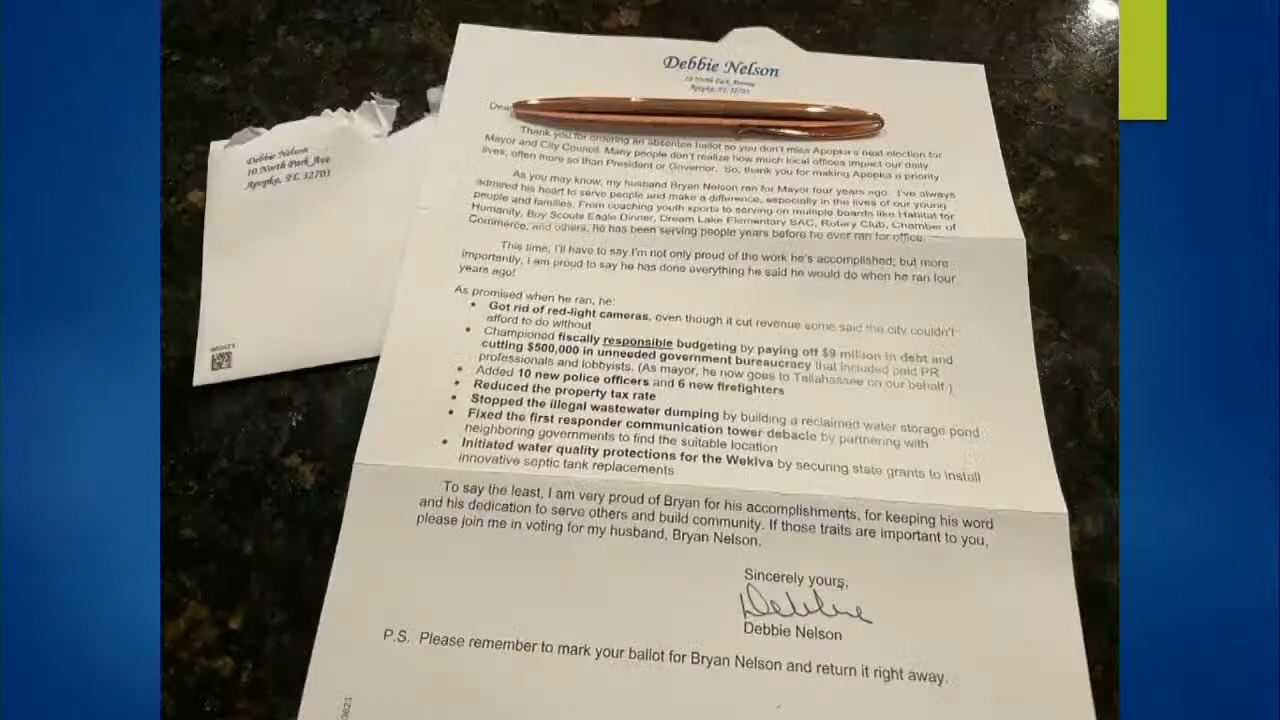 Debbie Nelson
10 North Park Avenue
Apopka, FL 32703
Debbie Nelson
10 North Park Ave
Apopka, FL 32703
Dear
Thank you for ordering an absentee ballot so you don't miss Apopka's next election for
Mayor and City Council. Many people don't realize how much local offices impact our daily
lives, often more so than President or Governor. So, thank you for making Apopka a priority
As you may know, my husband Bryan Nelson ran for Mayor four years ago. I've always
admired his heart to serve people and make a difference, especially in the lives of our young
people and families. From coaching youth sports to serving on multiple boards like Habitat for
Humanity, Boy Scouts Eagle Dinner, Dream Lake Elementary SAC, Rotary Club, Chamber of
Commerce, and others, he has been serving people years before he ever ran for office.
This time, I'll have to say I'm not only proud of the work he's accomplished; but more
importantly, I am proud to say he has done everything he said he would do when he ran four
years ago!
As promised when he ran, he:
• Got rid of red-light cameras, even though it cut revenue some said the city couldn't
afford to do without
• Championed fiscally responsible budgeting by paying off $9 million in debt and
cutting $500,000 in unneeded government bureaucracy that included paid PR
professionals and lobbyists. (As mayor, he now goes to Tallahassee on our behalf.)
• Added 10 new police officers and 6 new firefighters
• Reduced the property tax rate
• Stopped the illegal wastewater dumping by building a reclaimed water storage pond
• Fixed the first responder communication tower debacle by partnering with
neighboring governments to find the suitable location
• Initiated water quality protections for the Wekiva by securing state grants to install
innovative septic tank replacements
To say the least, I am very proud of Bryan for his accomplishments, for keeping his word
and his dedication to serve others and build community. If those traits are important to you,
please join me in voting for my husband, Bryan Nelson.
Sincerely yours,
Debbie
Debbie Nelson
P.S. Please remember to mark your ballot for Bryan Nelson and return it right away.